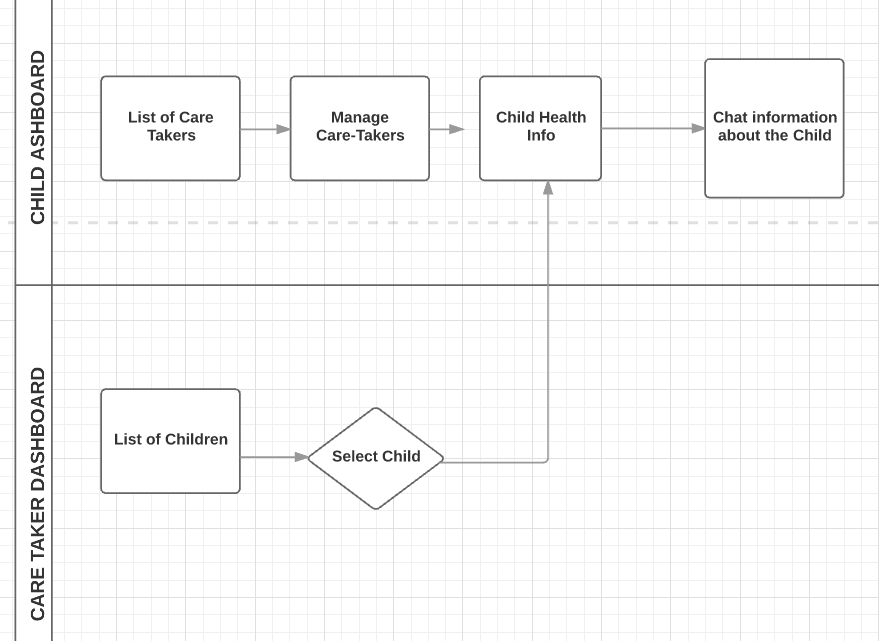 CHILD ASHBOARD
List of Care
Takers
Manage
Care-Takers
Child Health
Info
Chat information
about the Child
CARE TAKER DASHBOARD
List of Children
Select Child